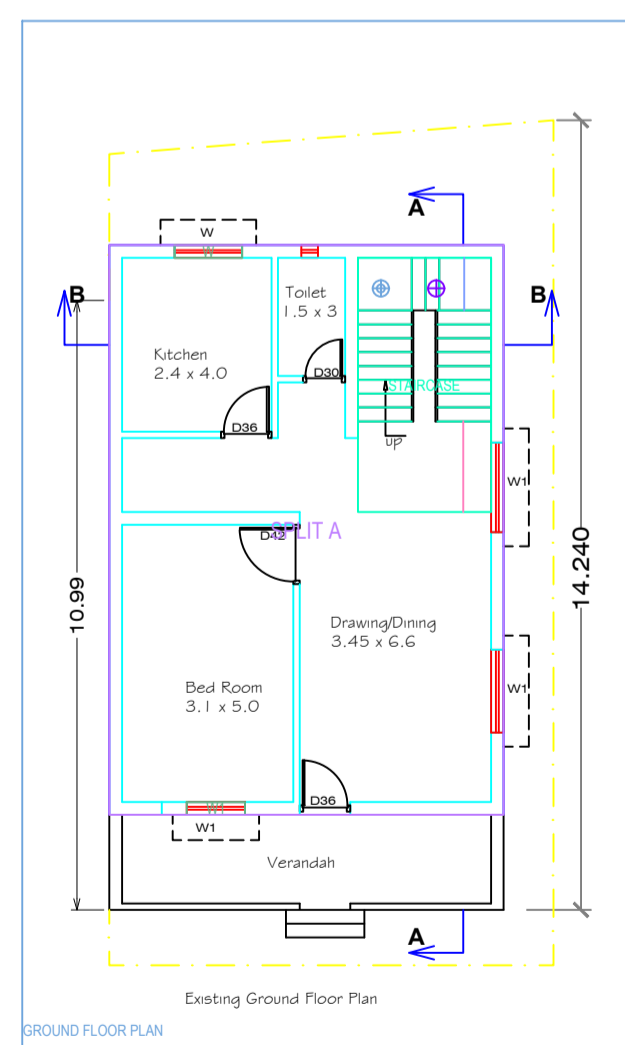 A
W
B
B
Toilet
1.5 x 3
Kitchen
2.4 x 4.0
D30
STAIRCASE
D36
up
W1
SPLIT A
D42
14.240
10.99
Drawing/Dining
3.45 x 6.6
Bed Room
3.1 x 5.0
W1
D36
W1
Verandah
A
Existing Ground Floor Plan
GROUND FLOOR PLAN